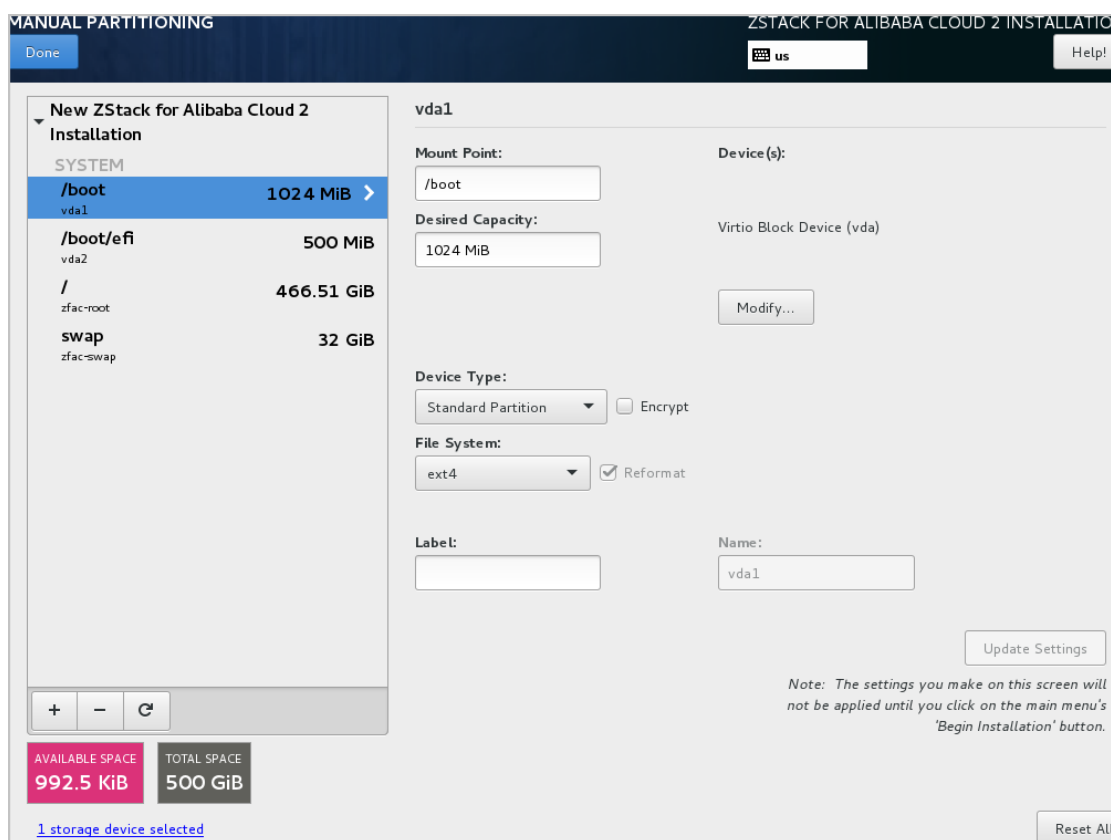 MANUAL PARTITIONING
ZSTACK FOR ALIBABA CLOUD 2 INSTALLATIO
Done
us
Help!
New ZStack for Alibaba Cloud 2
Installation
SYSTEM
/boot
1024 MiB
vda1
/boot/efi
500 MiB
vda2
/
466.51 GiB
zfac-root
swap
32 GiB
zfac-swap
vda1
Mount Point:
/boot
Device(s):
Desired Capacity:
1024 MiB
Virtio Block Device (vda)
Modify...
Device Type:
Standard Partition
Encrypt
File System:
ext4
Reformat
Label:
Name:
vda1
Update Settings
Note: The settings you make on this screen will
not be applied until you click on the main menu's
'Begin Installation' button.
+ −
AVAILABLE SPACE
992.5 KiB
TOTAL SPACE
500 GiB
1 storage device selected
Reset All